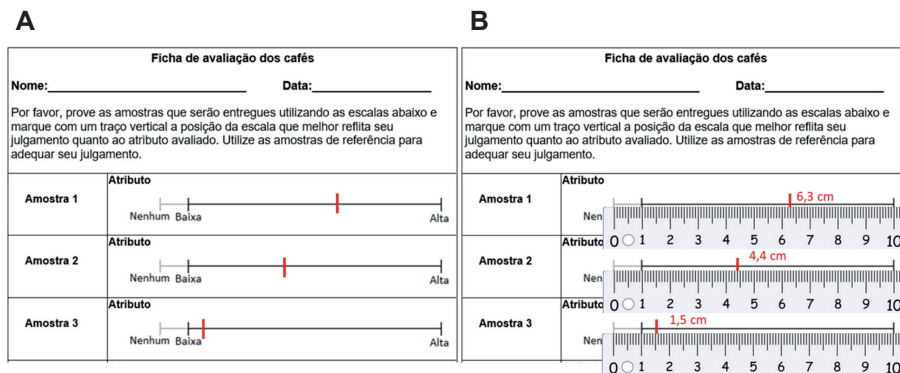 A
Ficha de avaliação dos cafés
Nome: Data:
Por favor, prove as amostras que serão entregues utilizando as escalas abaixo e
marque com um traço vertical a posição da escala que melhor reflita seu
julgamento quanto ao atributo avaliado. Utilize as amostras de referência para
adequar seu julgamento.
Amostra 1
Atributo
Nenhum Baixa Alta
Amostra 2
Atributo
Nenhum Baixa Alta
Amostra 3
Atributo
Nenhum Baixa Alta
B
Ficha de avaliação dos cafés
Nome: Data:
Por favor, prove as amostras que serão entregues utilizando as escalas abaixo e
marque com um traço vertical a posição da escala que melhor reflita seu
julgamento quanto ao atributo avaliado. Utilize as amostras de referência para
adequar seu julgamento.
Amostra 1
Atributo
6,3 cm
Nen
0 1 2 3 4 5 6 7 8 9 10
Amostra 2
Atributo
4,4 cm
Nen
0 1 2 3 4 5 6 7 8 9 10
Amostra 3
Atributo
1,5 cm
Nen
0 1 2 3 4 5 6 7 8 9 10